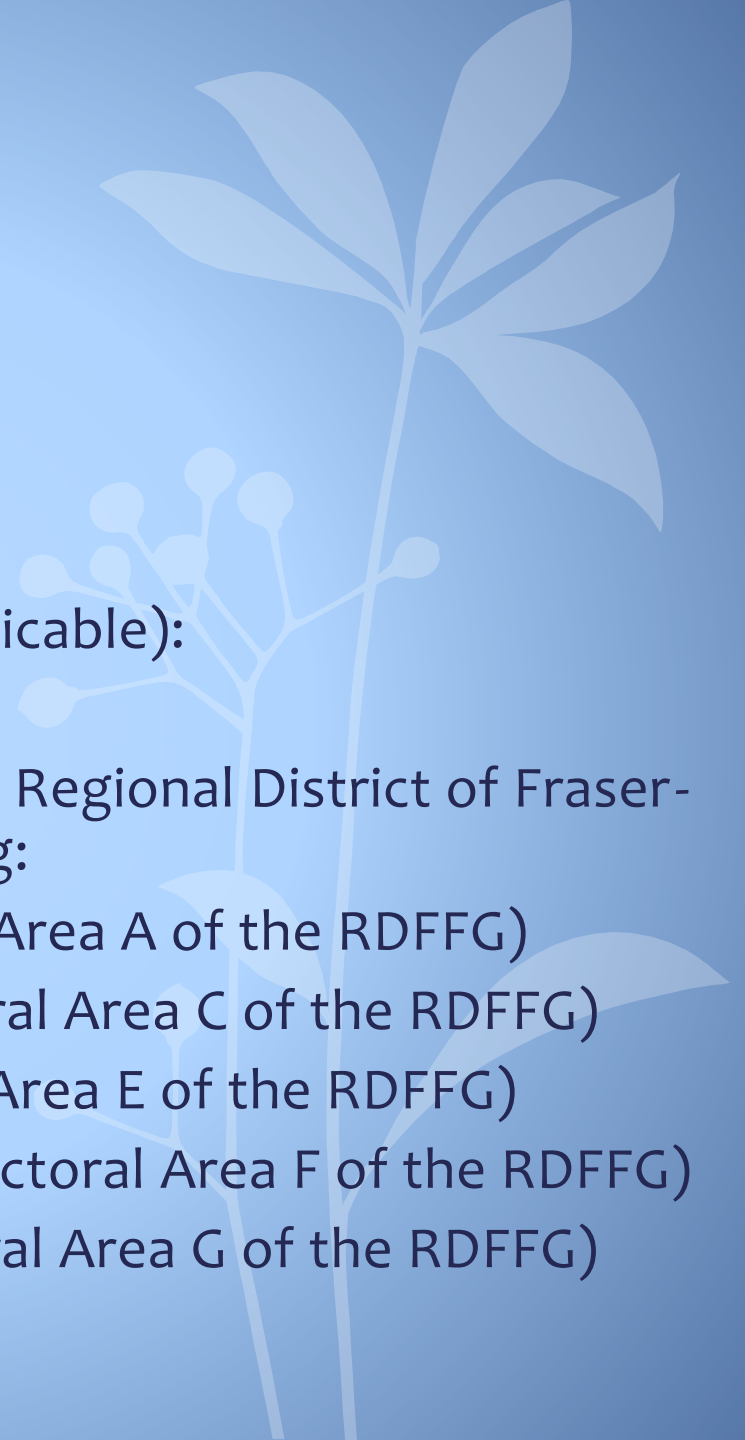 icable):
Regional District of Fraser-
g:
Area A of the RDFFG)
ral Area C of the RDFFG)
Area E of the RDFFG)
ctoral Area F of the RDFFG)
ral Area G of the RDFFG)